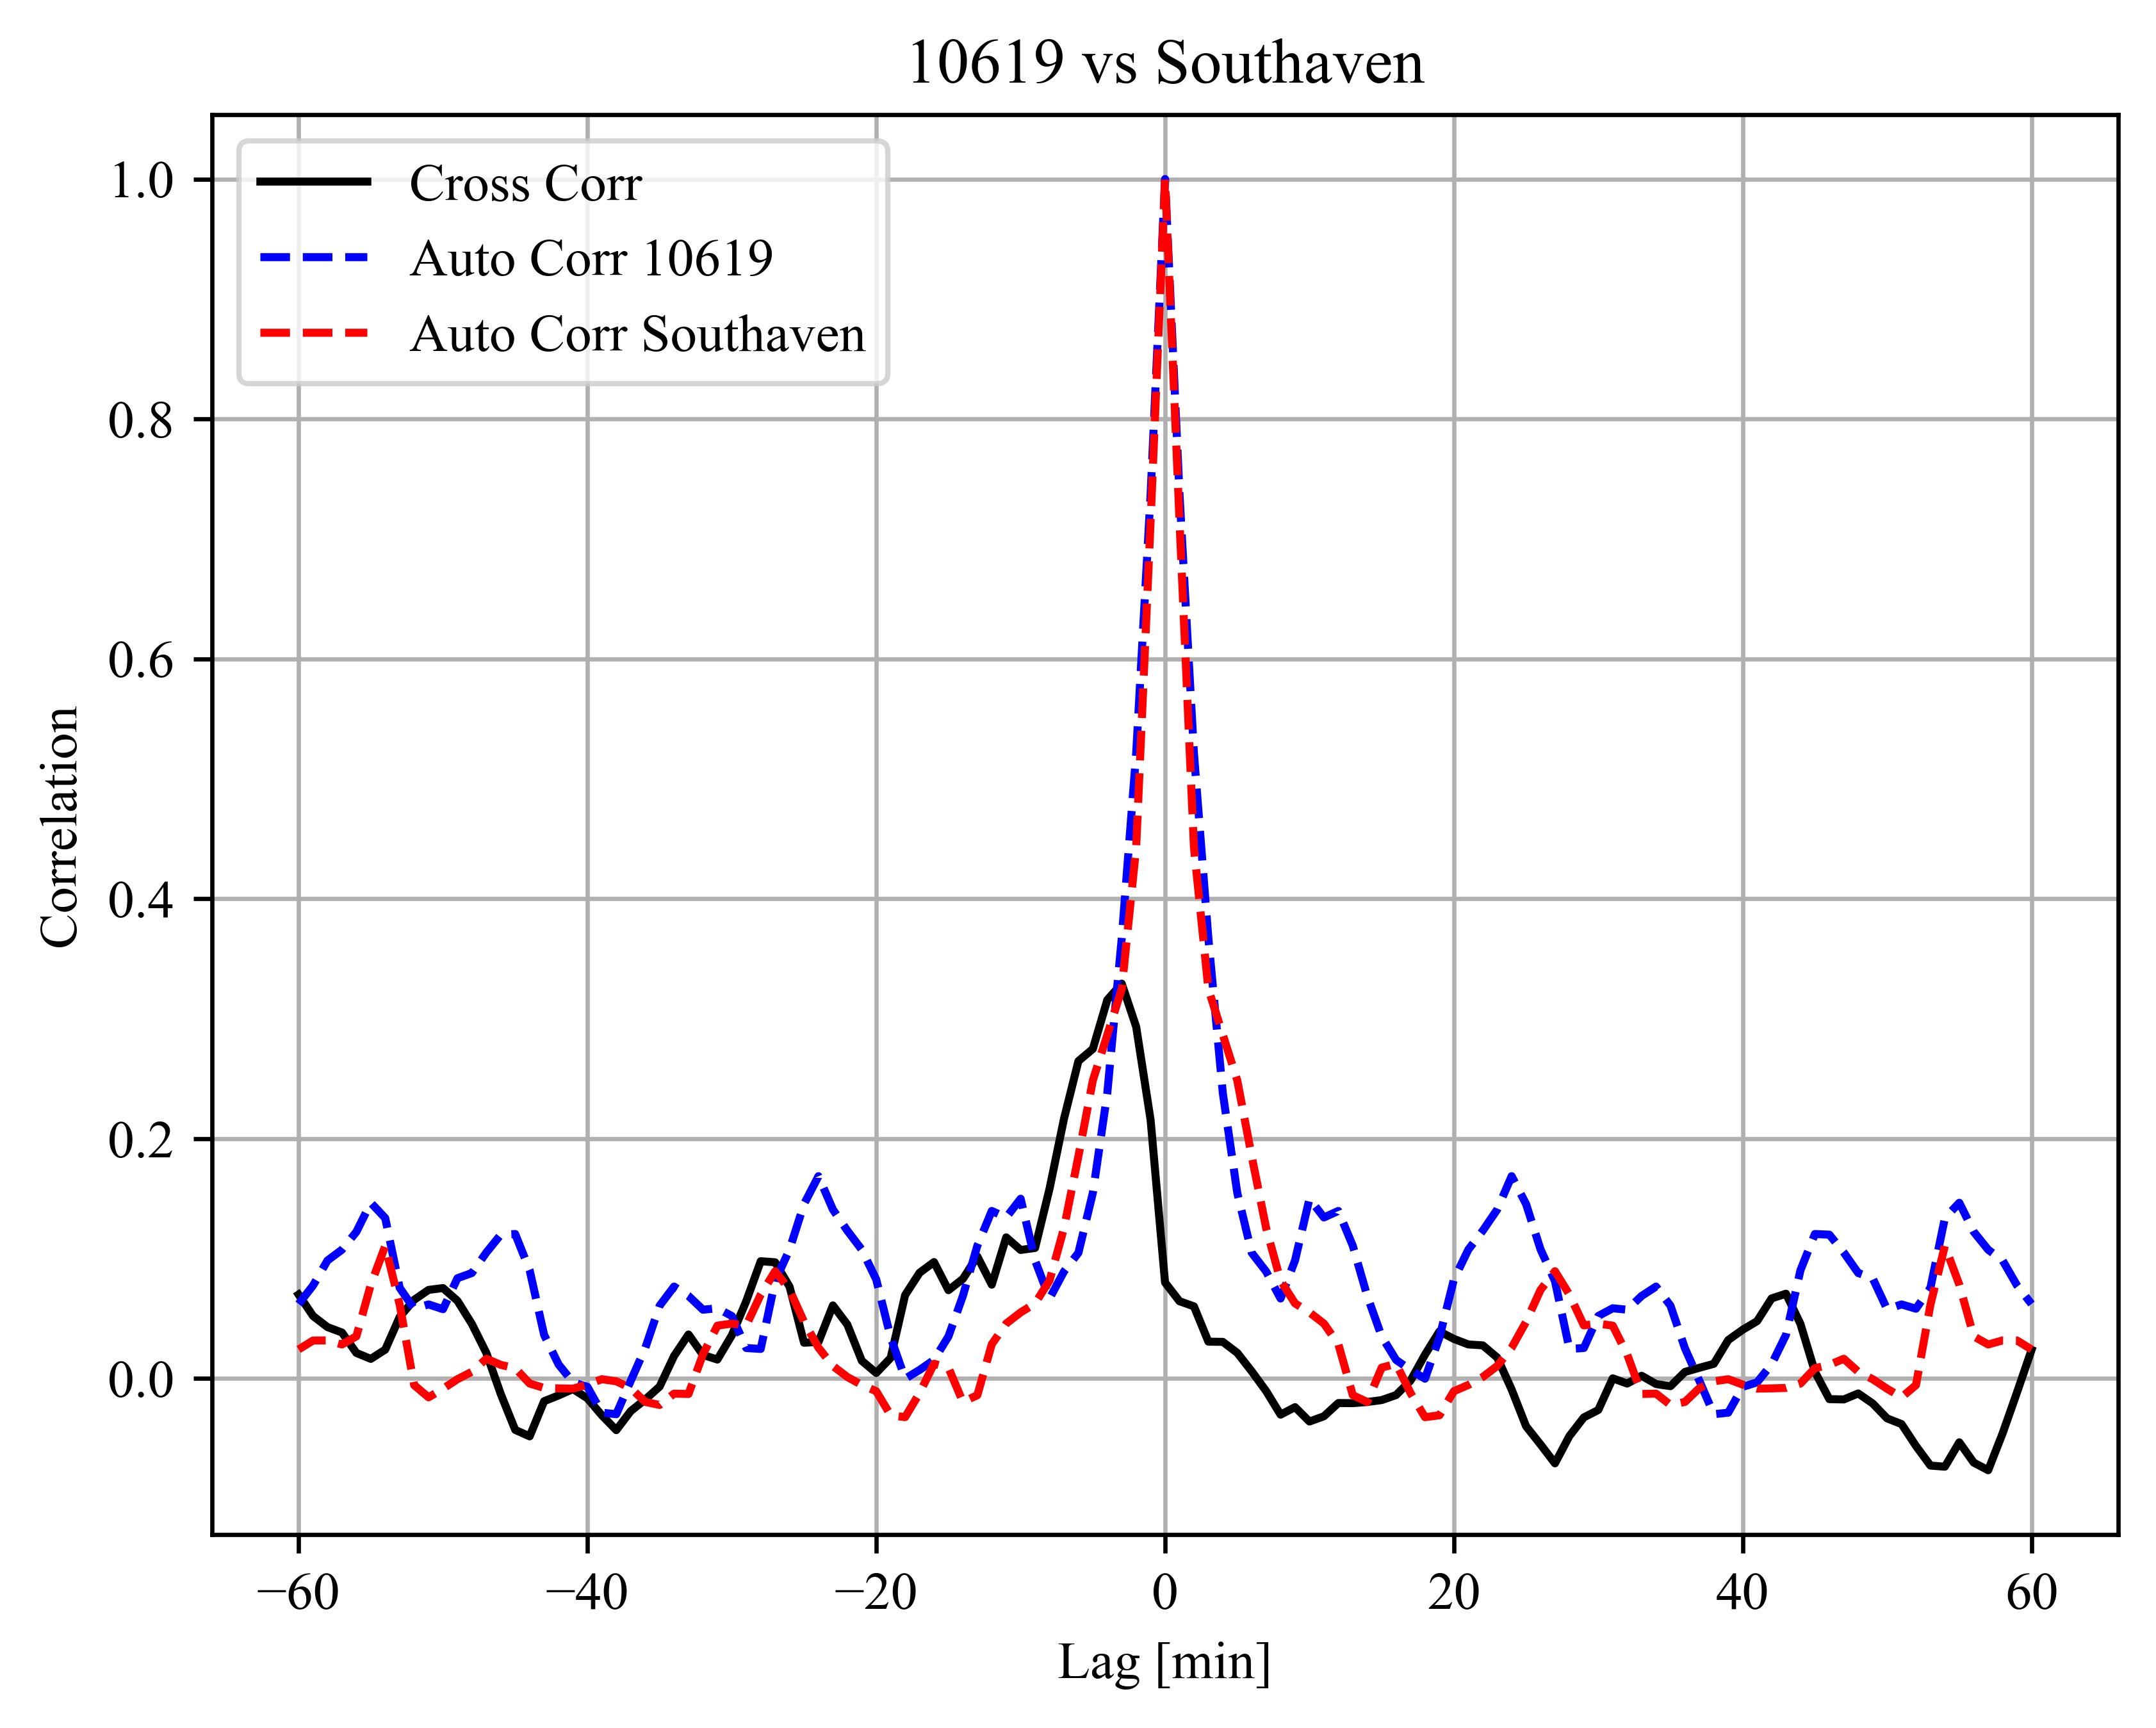 10619 vs Southaven
Cross Corr
Auto Corr 10619
Auto Corr Southaven
1.0
0.8
0.6
0.4
0.2
0.0
Correlation
−60 −40 −20 0 20 40 60
Lag [min]